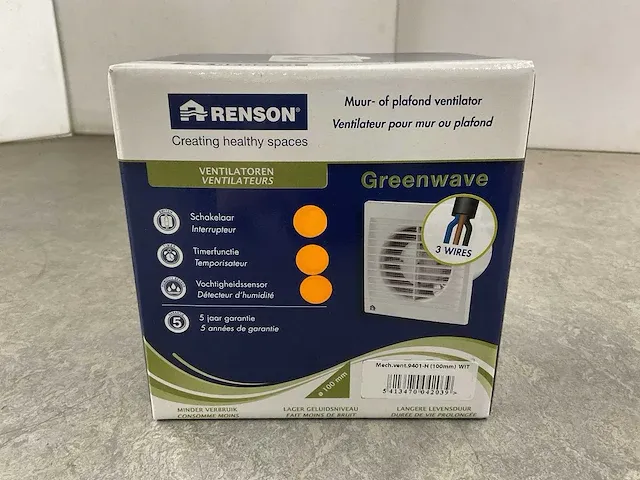 RENSON
Creating healthy spaces
Muur- of plafond ventilator
Ventilateur pour mur ou plafond
VENTILATOREN
VENTILATEURS
Greenwave
Schakelaar
Interrupteur
Timerfunctie
Temporisateur
Vochtigheidssensor
Détecteur d'humidité
5
5 jaar garantie
5 années de garantie
3 WIRES
ø 100 mm
Mech.vent.9401-H (100mm) WIT
5 413470 042039 >
MINDER VERBRUIK
CONSOMME MOINS
LAGER GELUIDSNIVEAU
FAIT MOINS DE BRUIT
LANGERE LEVENSDUUR
DURÉE DE VIE PROLONGÉE